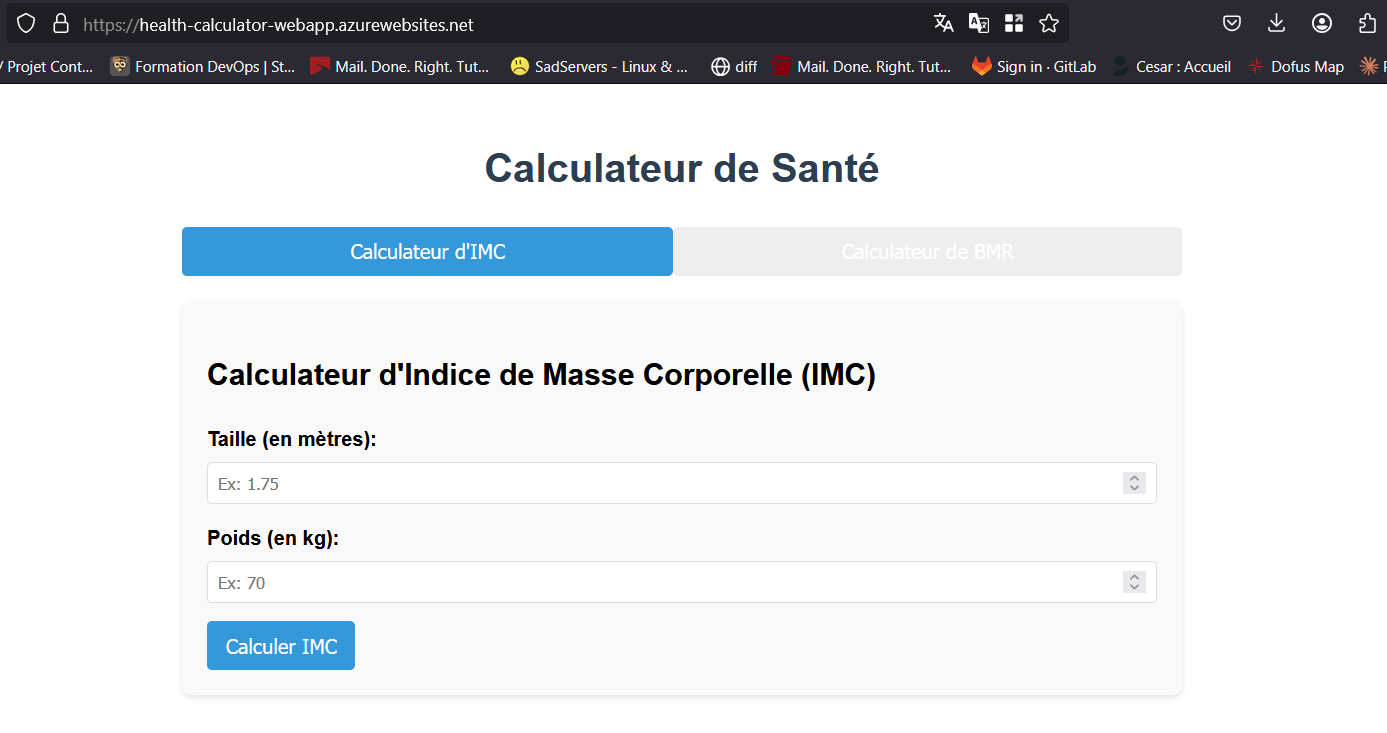 https://health-calculator-webapp.azurewebsites.net
/ Projet Cont... Formation DevOps | St... Mail. Done. Right. Tut... SadServers - Linux & ... diff Mail. Done. Right. Tut... Sign in · GitLab Cesar : Accueil Dofus Map
Calculateur de Santé
Calculateur d'IMC Calculateur de BMR
Calculateur d'Indice de Masse Corporelle (IMC)
Taille (en mètres):
Ex: 1.75
Poids (en kg):
Ex: 70
Calculer IMC